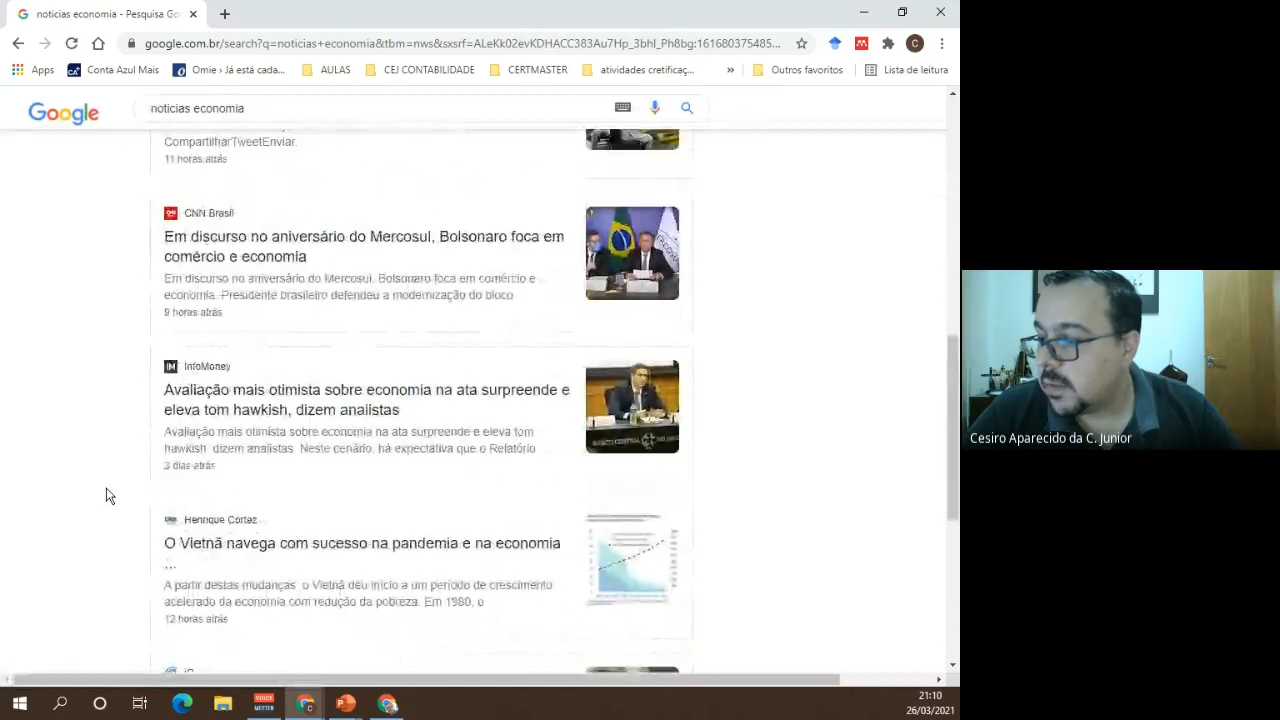 noticias economia - Pesquisa Go
google.com.br/search?q=noticias+economia&tbm=nws&sxsrf=ALeKk02evKDHACC383Au7Hp_3bhl_Ph8bg:161680375485...
Apps
Conta Azul Mais
Omie › Já está cada...
AULAS
CEJ CONTABILIDADE
CERTMASTER
atividades cretificaç...
»
Outros favoritos
Lista de leitura
Google
noticias economia
CompartilharTweetEnviar.
11 horas atrás
CNN Brasil
Em discurso no aniversário do Mercosul, Bolsonaro foca em
comércio e economia
Em discurso no aniversário do Mercosul, Bolsonaro foca em comércio e
economia. Presidente brasileiro defendeu a modernização do bloco
9 horas atrás
InfoMoney
Avaliação mais otimista sobre economia na ata surpreende e
eleva tom hawkish, dizem analistas
Avaliação mais otimista sobre economia na ata surpreende e eleva tom
hawkish dizem analistas. Neste cenário, há expectativa que o Relatório
3 dias atrás
Henrique Cortez
O Vietnã navega com sucesso na pandemia e na economia
...
A partir destas mudanças o Vietnã deu início a um período de crescimento
acelerado da economia com redução da pobreza. Em 1980, o
12 horas atrás
Cesiro Aparecido da C. Junior
VOICE
MEETER
21:10
26/03/2021